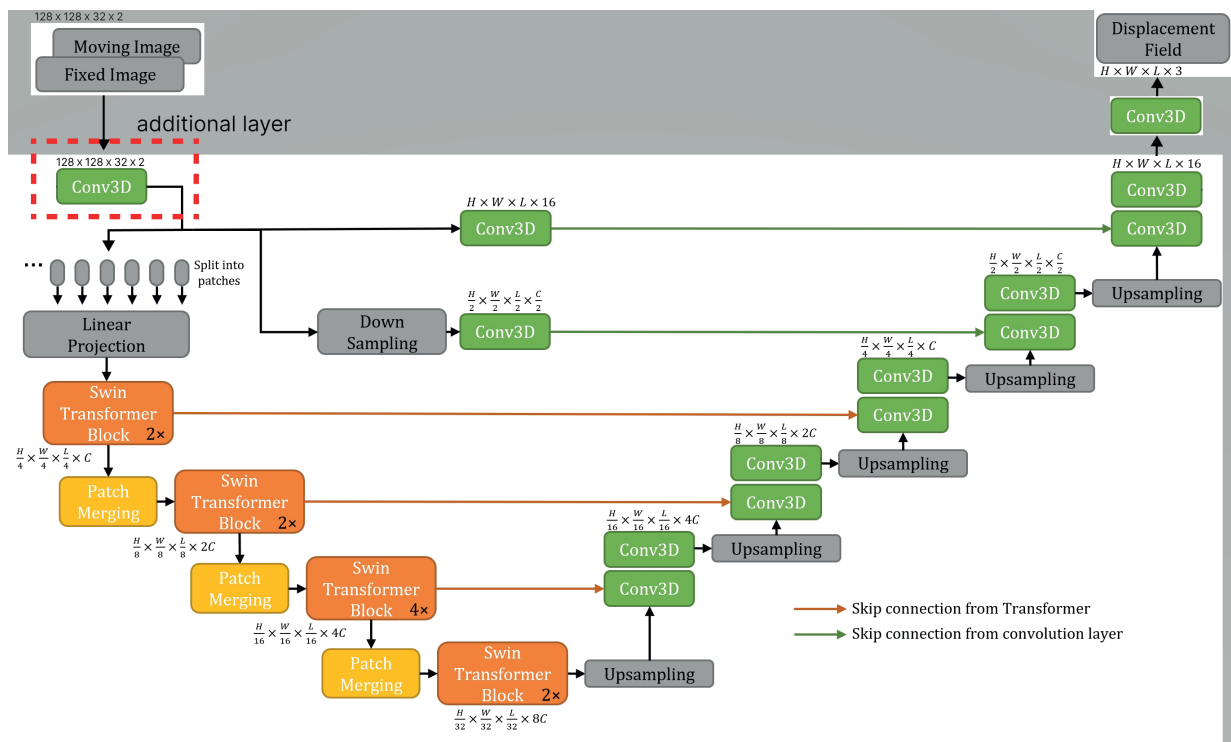 128 x 128 x 32 x 2
Moving Image
Fixed Image
additional layer
128 x 128 x 32 x 2
Conv3D
Displacement
Field
H × W × L × 3
Conv3D
H × W × L × 16
Conv3D
Conv3D
H × W × L × 16
Conv3D
...
Split into
patches
Linear
Projection
Down
Sampling
H/2 × W/2 × L/2 × C/2
Conv3D
H/2 × W/2 × L/2 × C/2
Conv3D
Conv3D
Upsampling
Swin
Transformer
Block 2×
H/4 × W/4 × L/4 × C
H/4 × W/4 × L/4 × C
Conv3D
Conv3D
Upsampling
Patch
Merging
Swin
Transformer
Block 2×
H/8 × W/8 × L/8 × 2C
H/8 × W/8 × L/8 × 2C
Conv3D
Conv3D
Upsampling
Patch
Merging
Swin
Transformer
Block 4×
H/16 × W/16 × L/16 × 4C
H/16 × W/16 × L/16 × 4C
Conv3D
Conv3D
Upsampling
Patch
Merging
Swin
Transformer
Block 2×
H/32 × W/32 × L/32 × 8C
Upsampling
Skip connection from Transformer
Skip connection from convolution layer